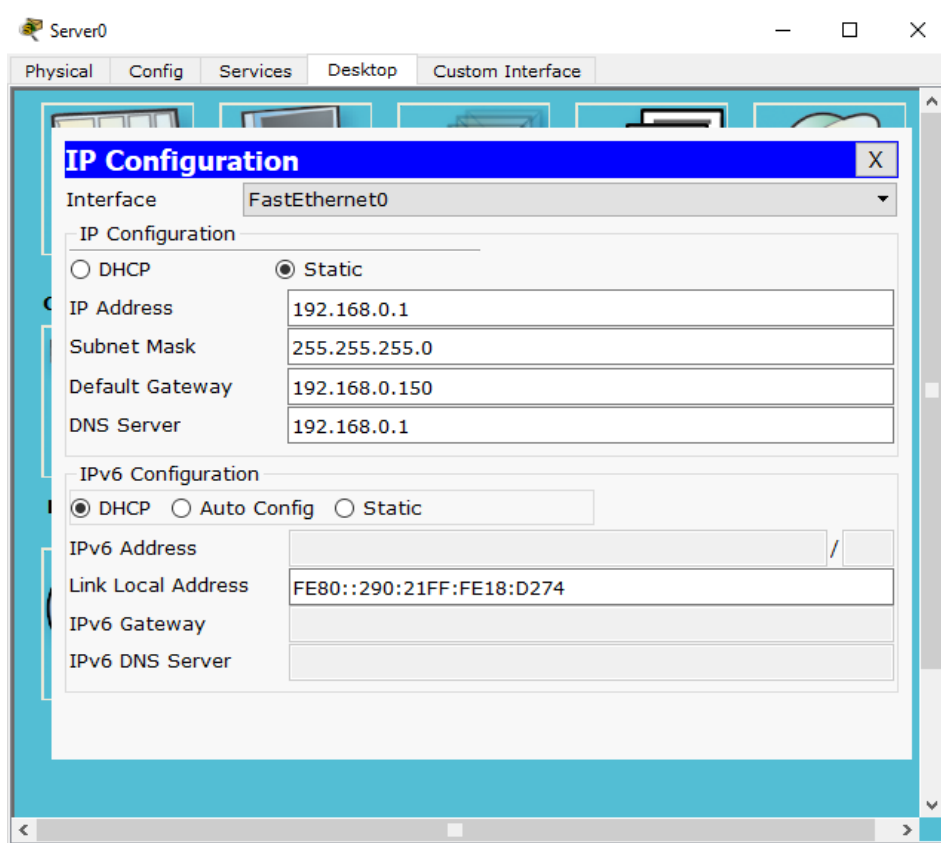 Server0
Physical Config Services Desktop Custom Interface
IP Configuration X
Interface FastEthernet0
IP Configuration
DHCP Static
IP Address 192.168.0.1
Subnet Mask 255.255.255.0
Default Gateway 192.168.0.150
DNS Server 192.168.0.1
IPv6 Configuration
DHCP Auto Config Static
IPv6 Address /
Link Local Address FE80::290:21FF:FE18:D274
IPv6 Gateway
IPv6 DNS Server